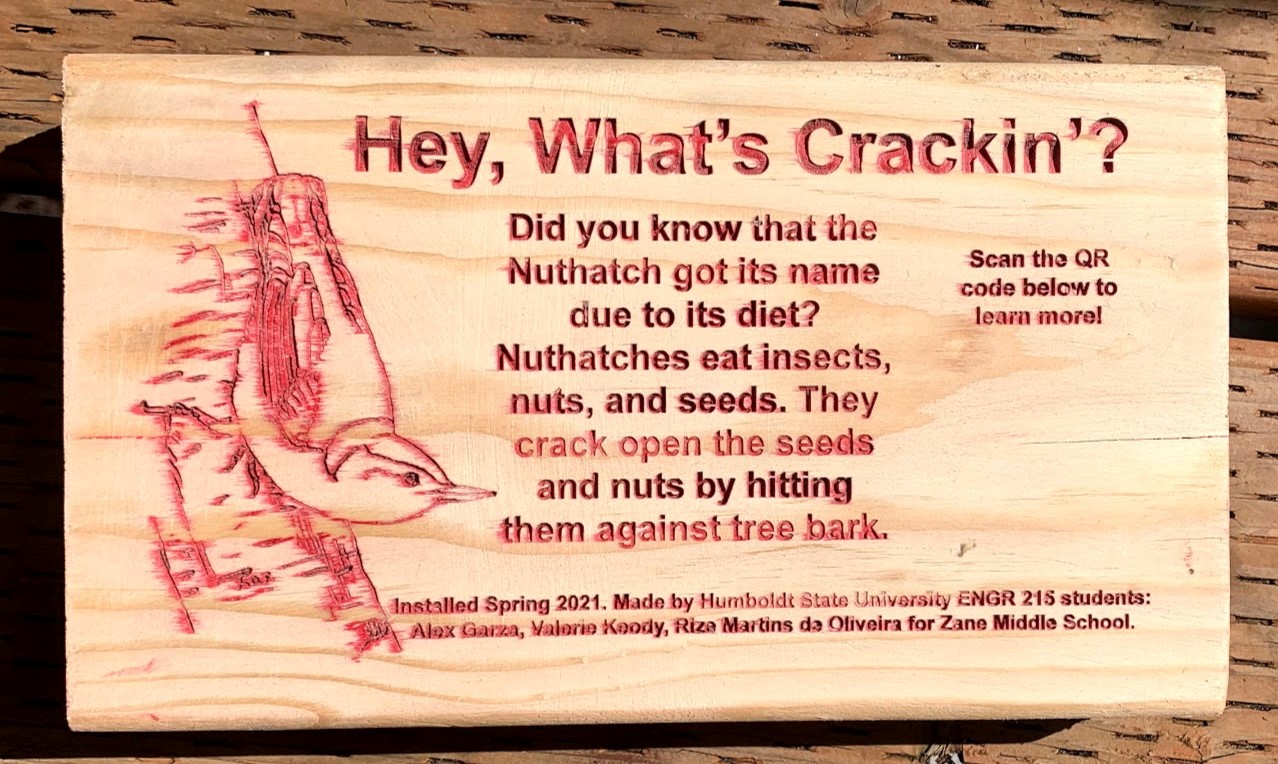 Hey, What's Crackin'?
Did you know that the
Nuthatch got its name
due to its diet?
Nuthatches eat insects,
nuts, and seeds. They
crack open the seeds
and nuts by hitting
them against tree bark.
Scan the QR
code below to
learn more!
Installed Spring 2021. Made by Humboldt State University ENGR 215 students:
Alex Garza, Valerie Keody, Rize Martins de Oliveira for Zane Middle School.